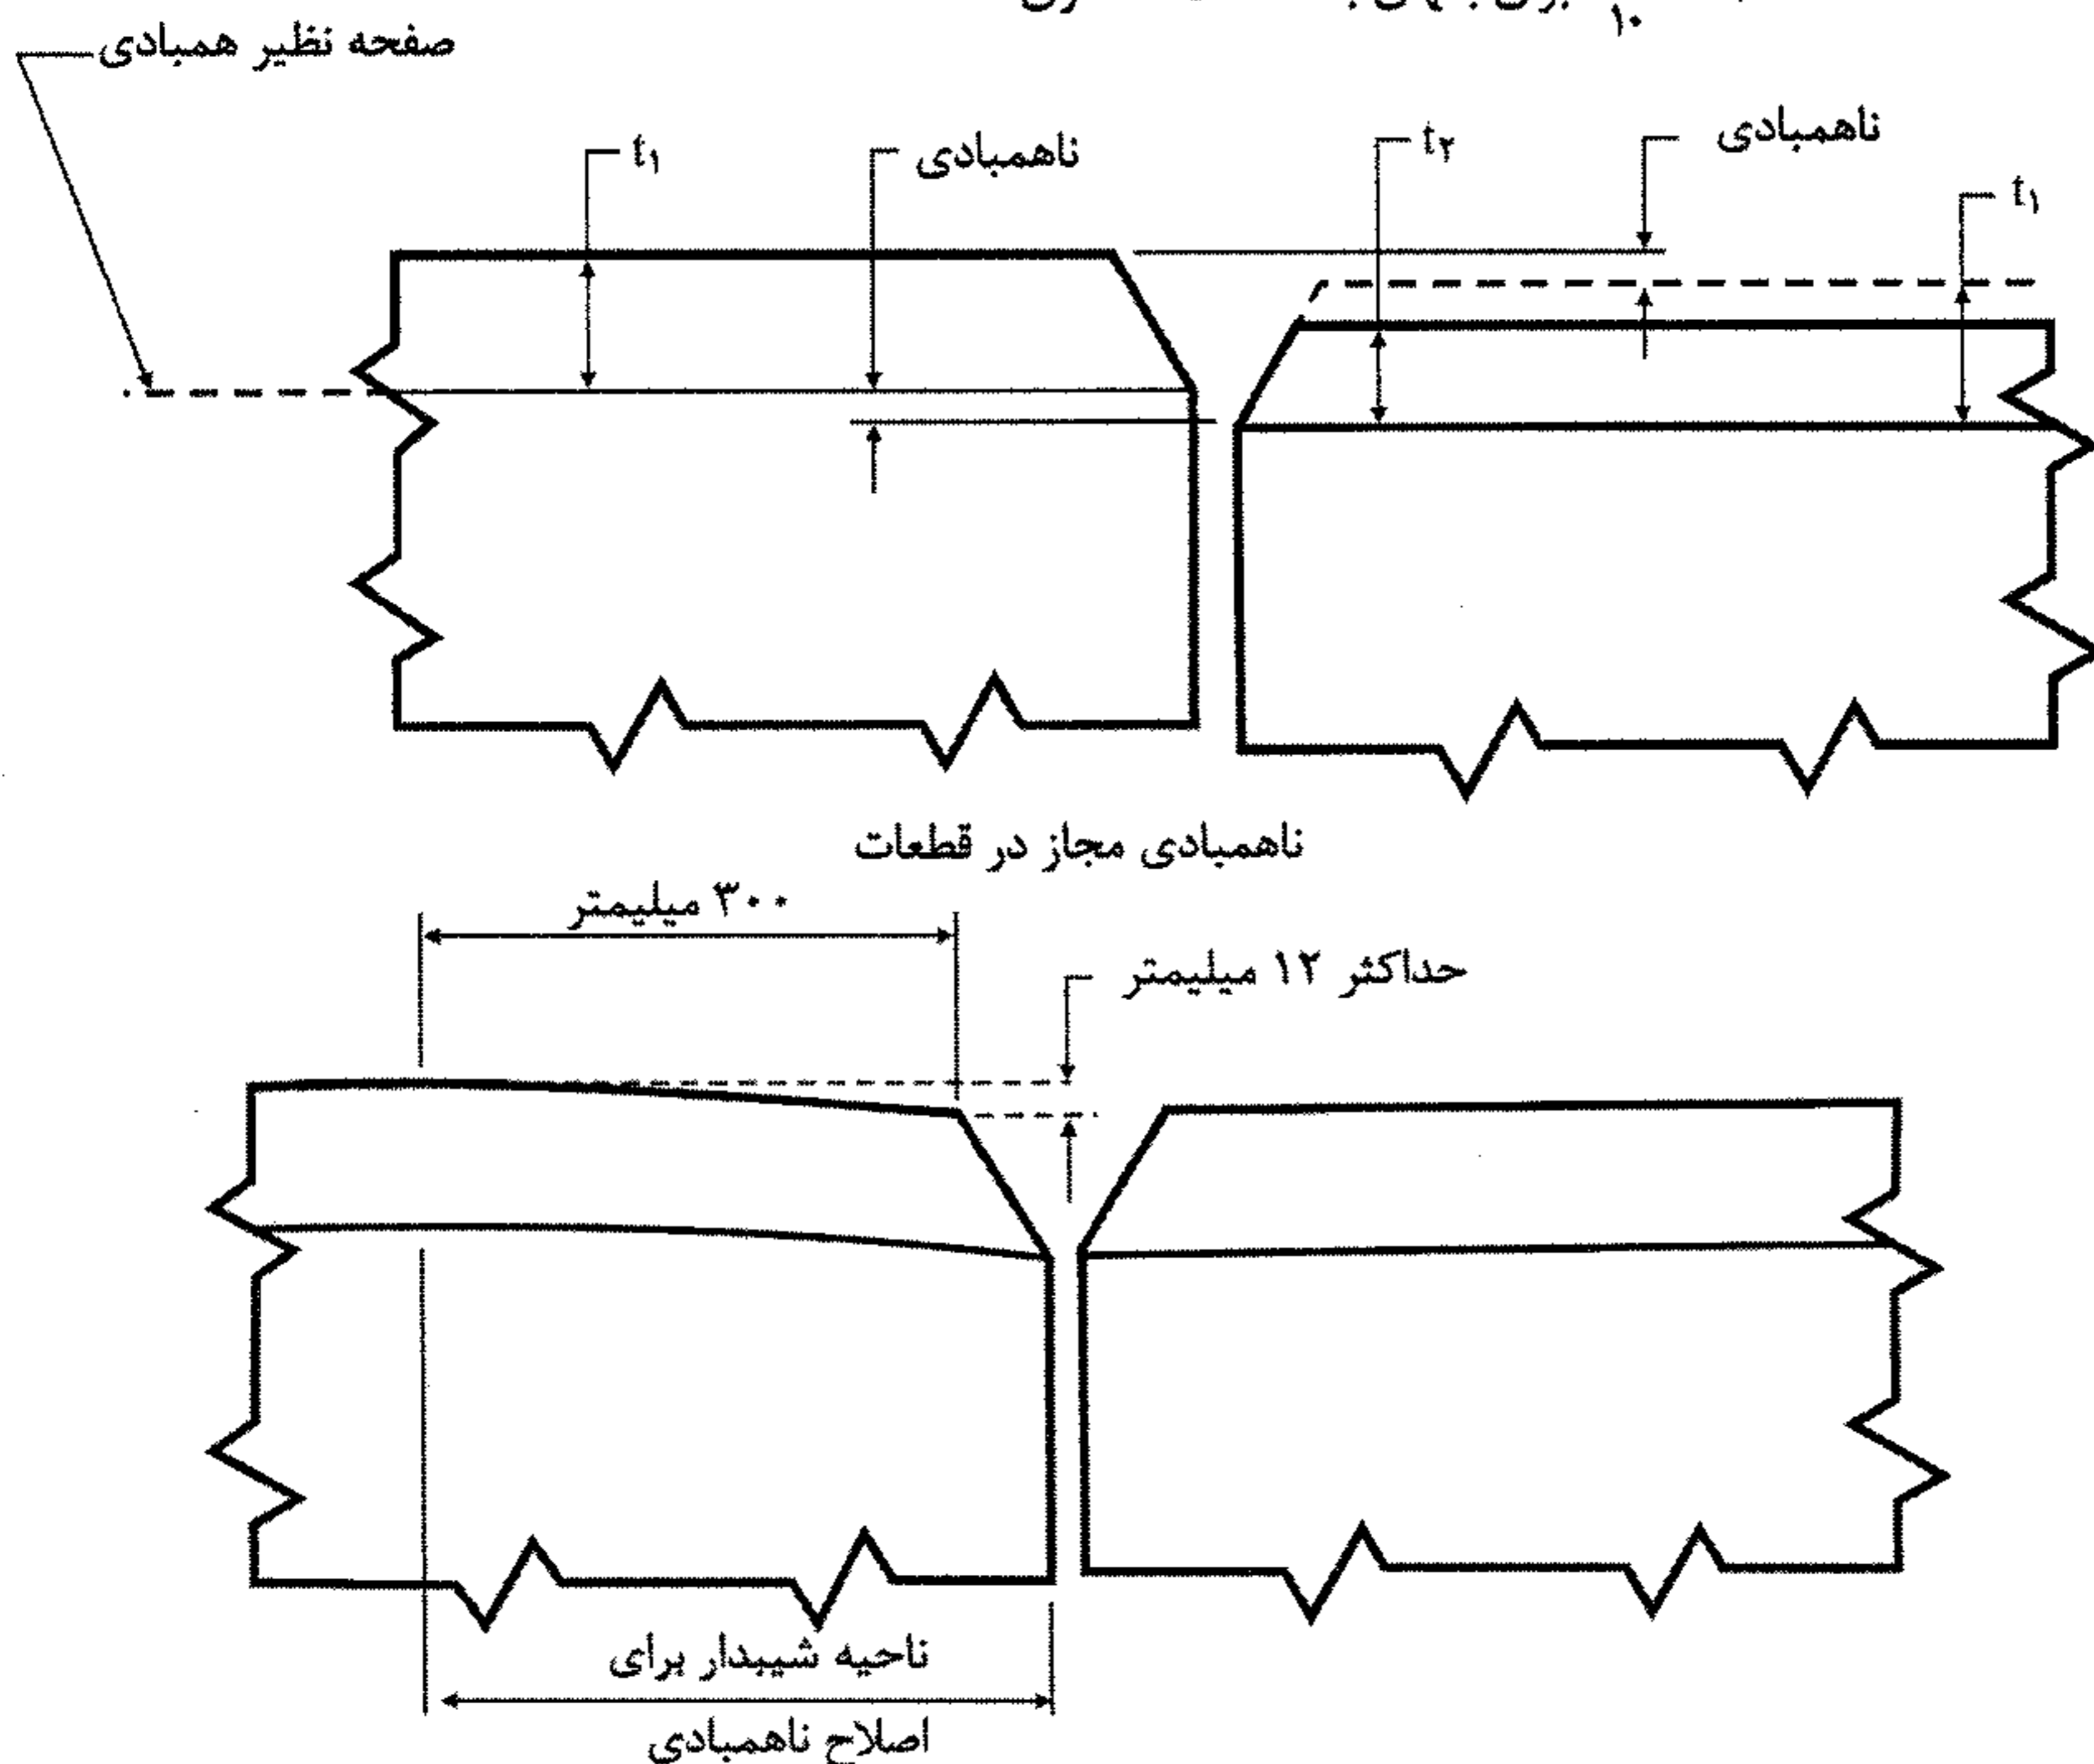 ۱۰
صفحه نظیر همبادی
ناهمبادی
t۲
t۱
ناهمبادی
t۱
ناهمبادی مجاز در قطعات
۳۰۰ میلیمتر
حداکثر ۱۲ میلیمتر
ناحیه شیبدار برای
اصلاح ناهمبادی